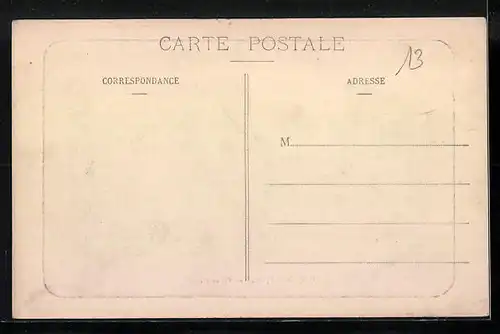 CARTE POSTALE
13
CORRESPONDANCE
ADRESSE
M